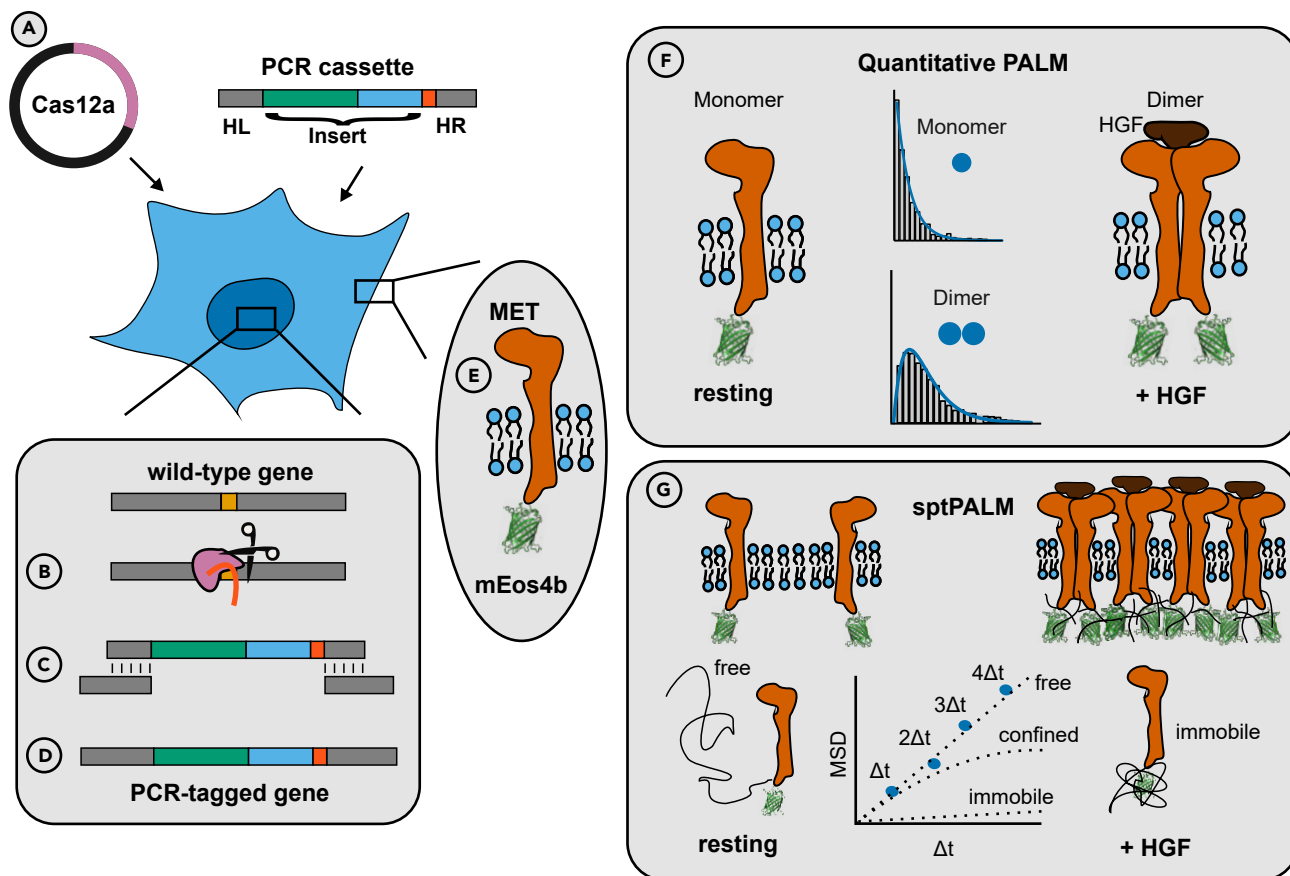 A
Cas12a
PCR cassette
HL
Insert
HR
MET
E
mEos4b
wild-type gene
B
C
D
PCR-tagged gene
F
Quantitative PALM
Monomer
Monomer
Dimer
HGF
Dimer
resting
+ HGF
G
sptPALM
free
4Δt
free
3Δt
2Δt
confined
Δt
immobile
MSD
immobile
resting
Δt
+ HGF